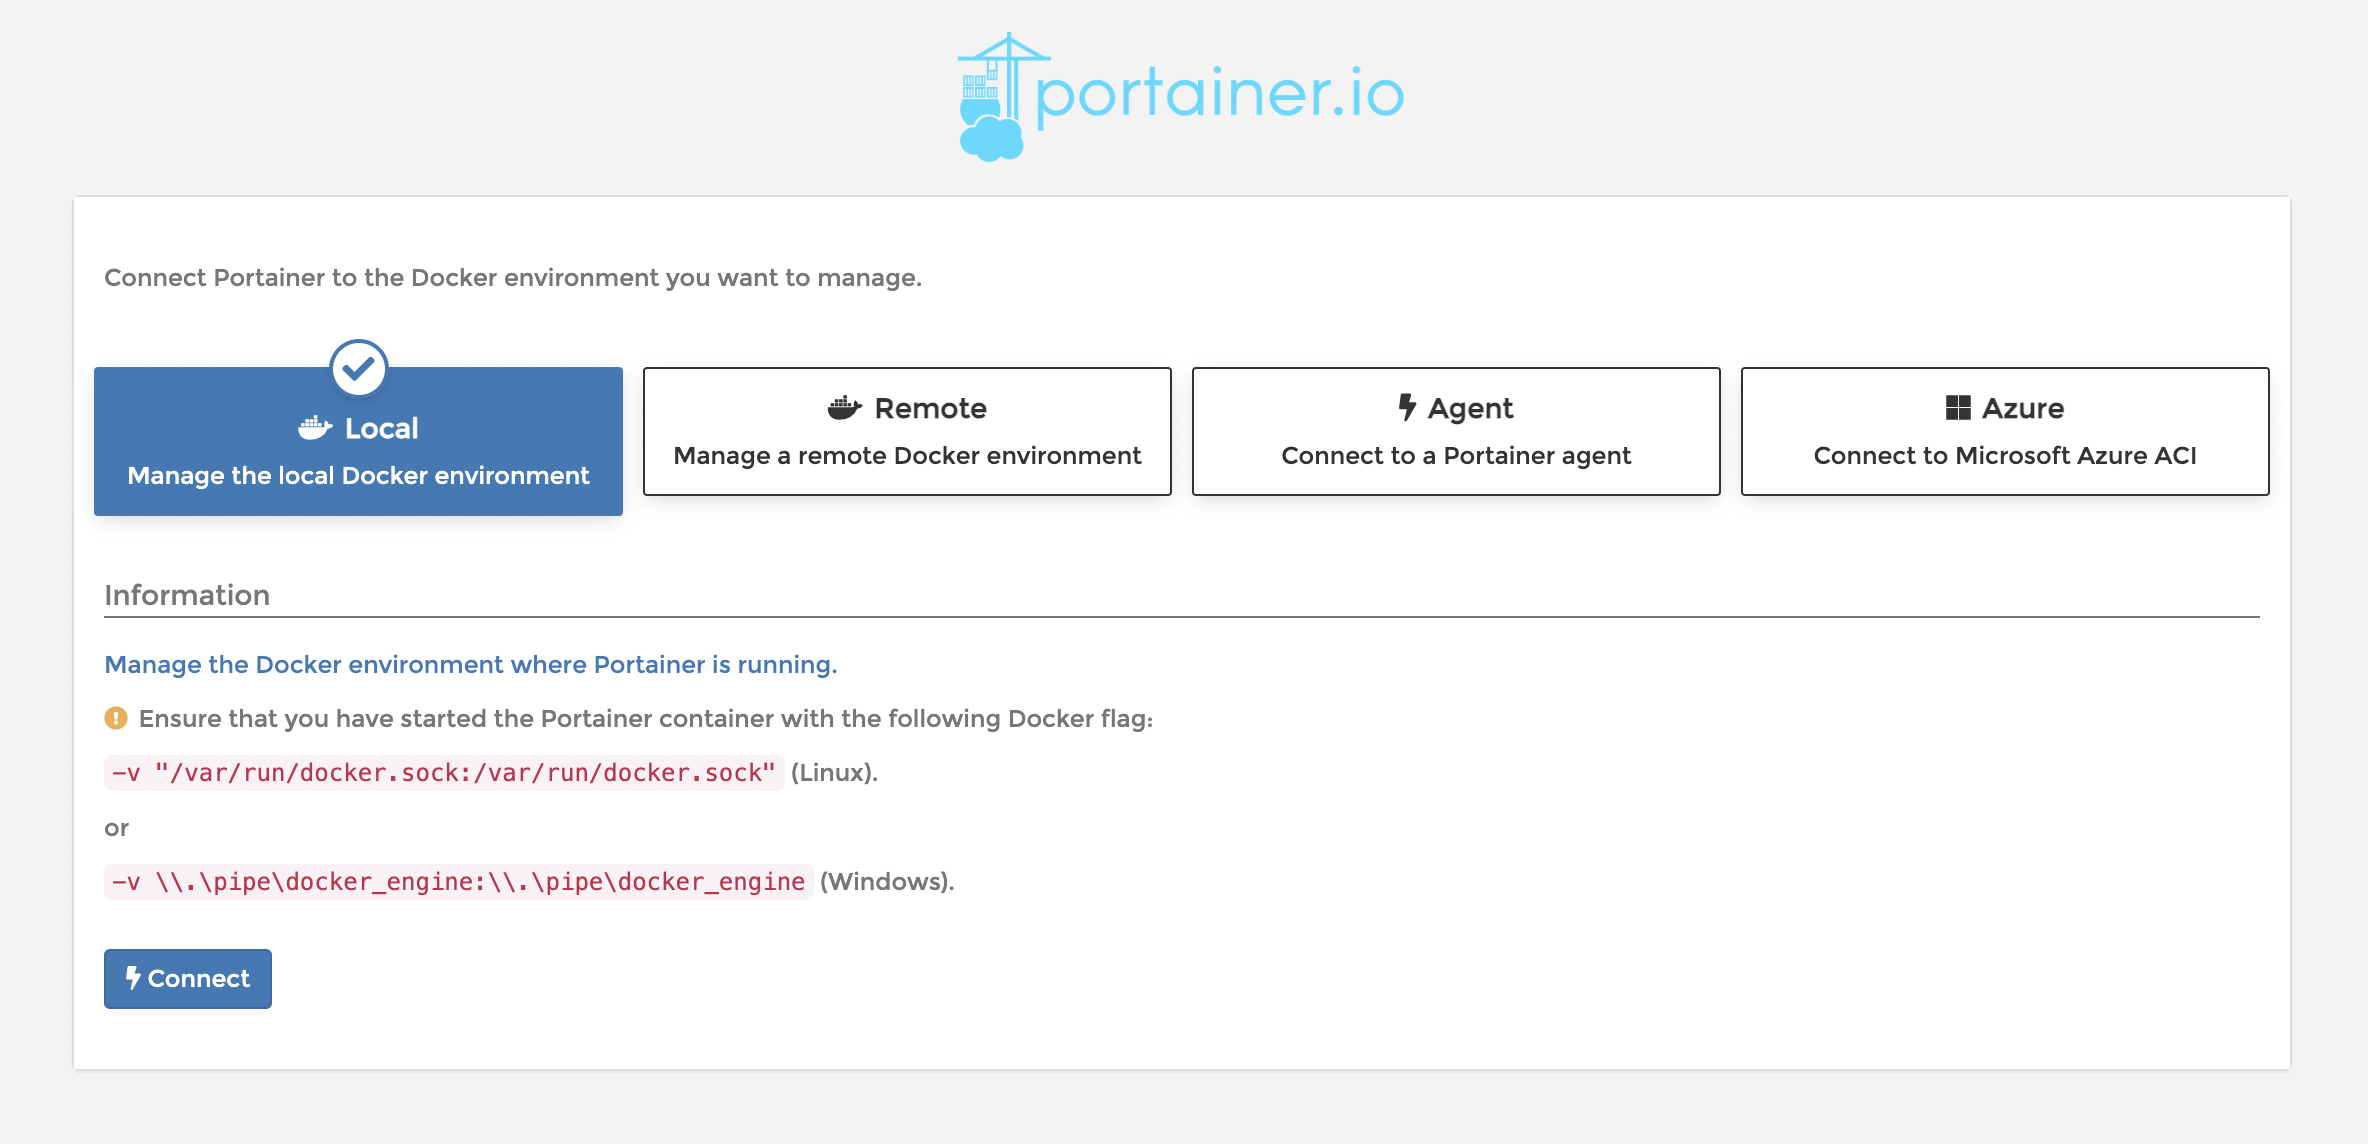 portainer.io
Connect Portainer to the Docker environment you want to manage.
Local
Manage the local Docker environment
Remote
Manage a remote Docker environment
Agent
Connect to a Portainer agent
Azure
Connect to Microsoft Azure ACI
Information
Manage the Docker environment where Portainer is running.
Ensure that you have started the Portainer container with the following Docker flag:
-v "/var/run/docker.sock:/var/run/docker.sock" (Linux).
or
-v \\.\pipe\docker_engine:\\.\pipe\docker_engine (Windows).
Connect